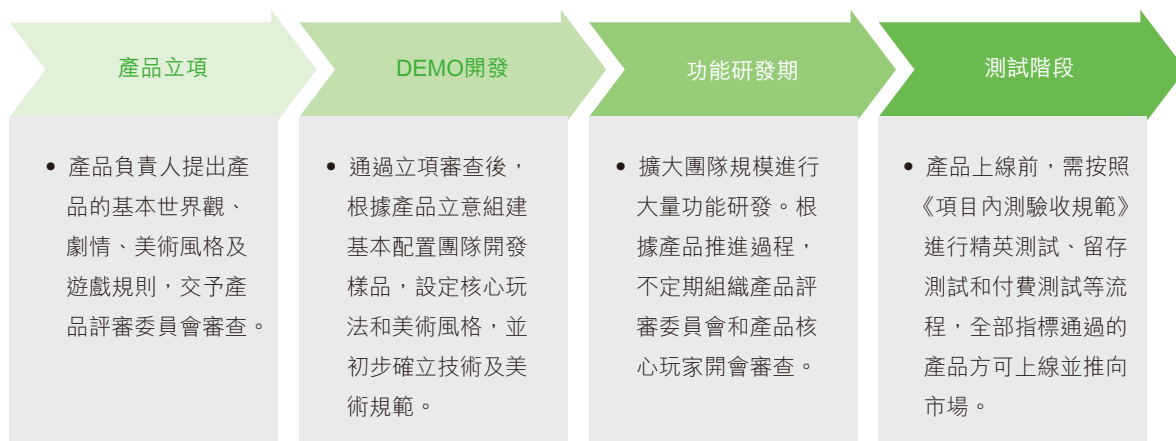 產品立項
• 產品負責人提出產
品的基本世界觀、
劇情、美術風格及
遊戲規則，交予產
品評審委員會審查。
DEMO開發
• 通過立項審查後，
根據產品立意組建
基本配置團隊開發
樣品，設定核心玩
法和美術風格，並
初步確立技術及美
術規範。
功能研發期
• 擴大團隊規模進行
大量功能研發。根
據產品推進過程，
不定期組織產品評
審委員會和產品核
心玩家開會審查。
測試階段
• 產品上線前，需按照
《項目內測驗收規範》
進行精英測試、留存
測試和付費測試等流
程，全部指標通過的
產品方可上線並推向
市場。